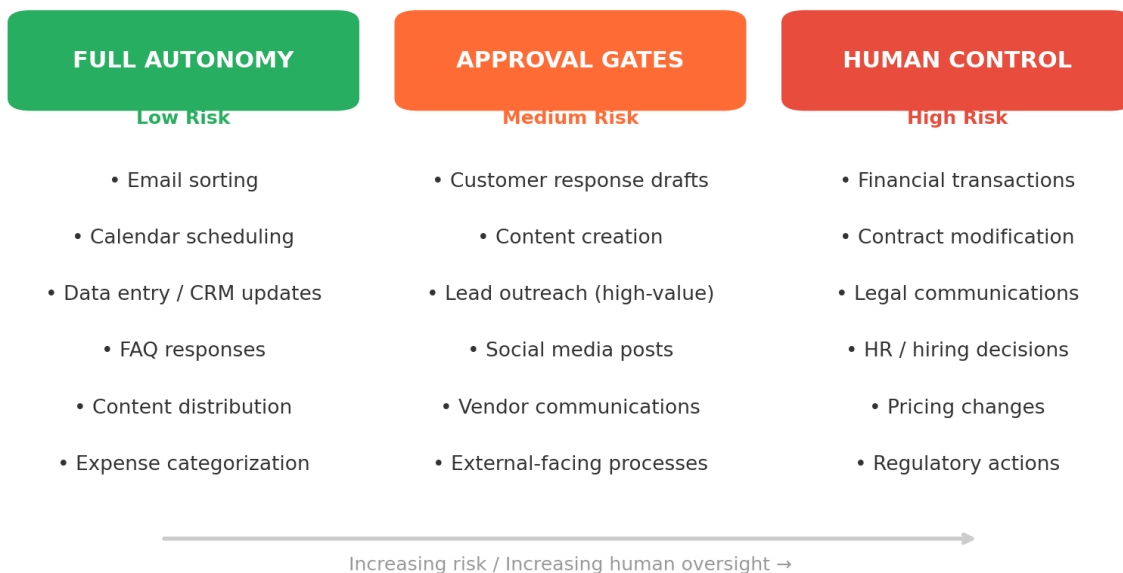 FULL AUTONOMY
Low Risk
• Email sorting
• Calendar scheduling
• Data entry / CRM updates
• FAQ responses
• Content distribution
• Expense categorization
APPROVAL GATES
Medium Risk
• Customer response drafts
• Content creation
• Lead outreach (high-value)
• Social media posts
• Vendor communications
• External-facing processes
HUMAN CONTROL
High Risk
• Financial transactions
• Contract modification
• Legal communications
• HR / hiring decisions
• Pricing changes
• Regulatory actions
Increasing risk / Increasing human oversight →